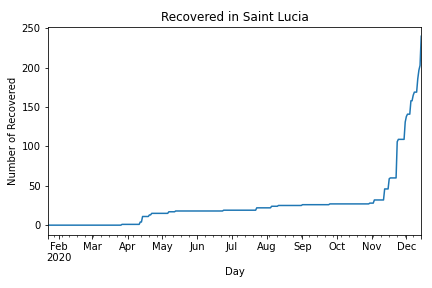 Recovered in Saint Lucia
250
200
150
100
50
0
Number of Recovered
Feb Mar Apr May Jun Jul Aug Sep Oct Nov Dec
2020
Day